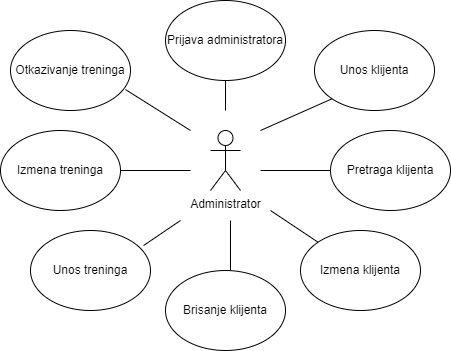 Prijava administratora
Otkazivanje treninga
Unos klijenta
Izmena treninga
Pretraga klijenta
Administrator
Unos treninga
Izmena klijenta
Brisanje klijenta